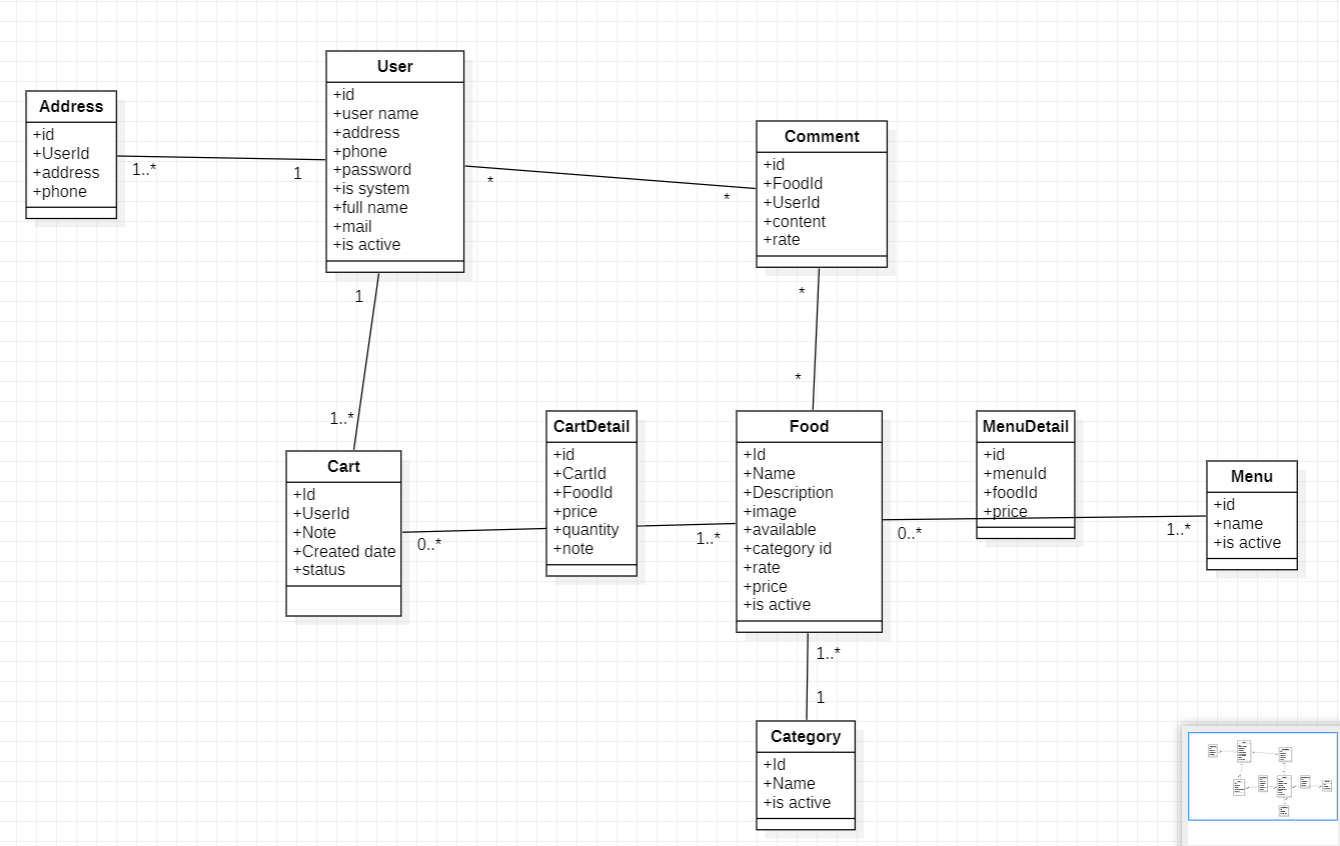 User
+id
+user name
+address
+phone
+password
+is system
+full name
+mail
+is active
Address
+id
+UserId
+address
+phone
1..*
1
*
*
Comment
+id
+FoodId
+UserId
+content
+rate
1
1..*
*
*
Cart
+Id
+UserId
+Note
+Created date
+status
0..*
CartDetail
+id
+CartId
+FoodId
+price
+quantity
+note
1..*
Food
+Id
+Name
+Description
+image
+available
+category id
+rate
+price
+is active
0..*
MenuDetail
+id
+menuId
+foodId
+price
1..*
Menu
+id
+name
+is active
1..*
1
Category
+Id
+Name
+is active